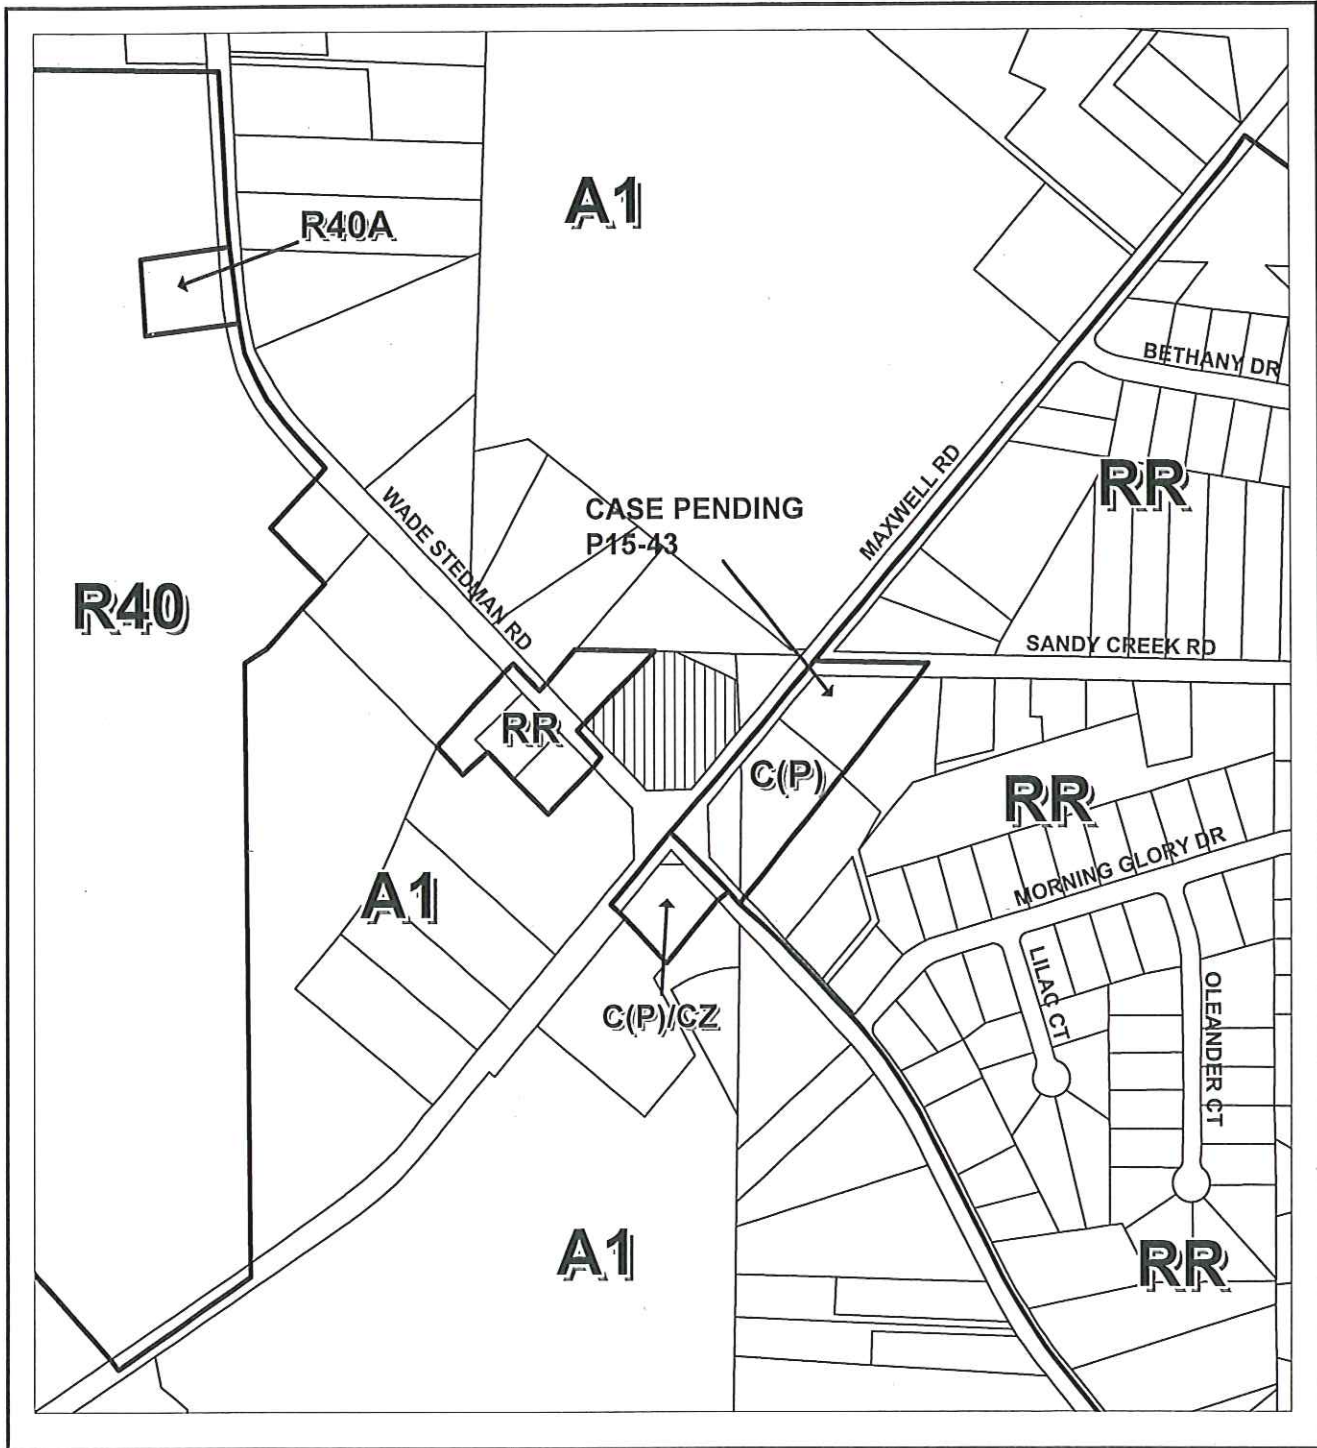 A1
R40A
BETHANY DR
RR
CASE PENDING
P15-43
MAXWELL RD
WADE STEDMAN RD
R40
SANDY CREEK RD
RR
C(P)
RR
MORNING GLORY DR
A1
LILAC CT
OLEANDER CT
C(P)/CZ
A1
RR